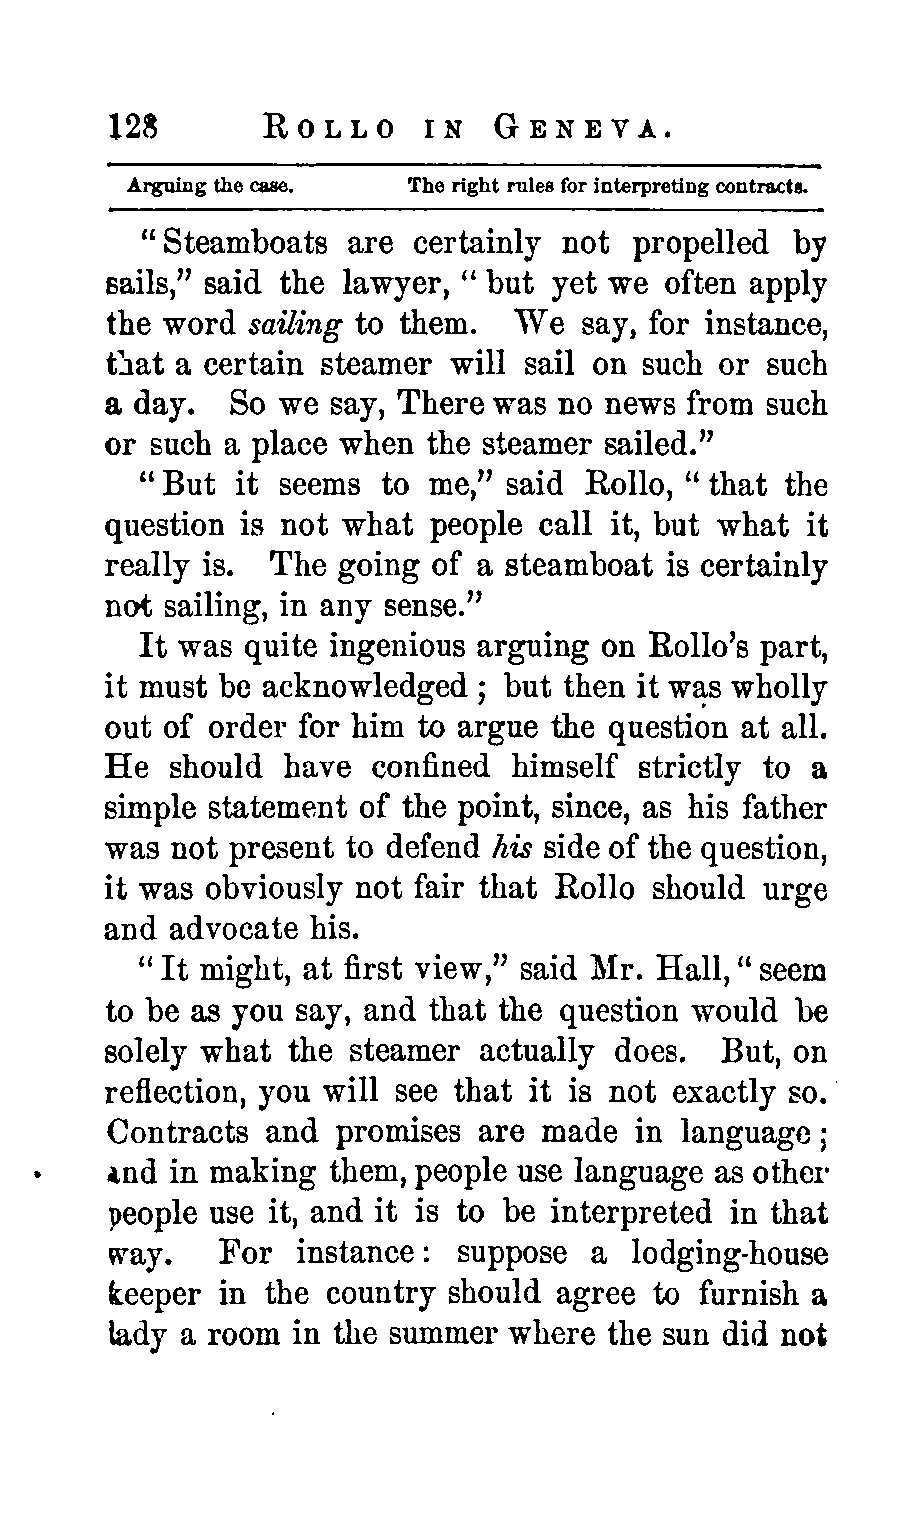 128 ROLLO IN GENEVA.
Arguing the case. The right rules for interpreting contracts.
"Steamboats are certainly not propelled by
sails," said the lawyer, "but yet we often apply
the word sailing to them. We say, for instance,
that a certain steamer will sail on such or such
a day. So we say, There was no news from such
or such a place when the steamer sailed."
"But it seems to me," said Rollo, "that the
question is not what people call it, but what it
really is. The going of a steamboat is certainly
not sailing, in any sense."
It was quite ingenious arguing on Rollo's part,
it must be acknowledged; but then it was wholly
out of order for him to argue the question at all.
He should have confined himself strictly to a
simple statement of the point, since, as his father
was not present to defend his side of the question,
it was obviously not fair that Rollo should urge
and advocate his.
"It might, at first view," said Mr. Hall, "seem
to be as you say, and that the question would be
solely what the steamer actually does. But, on
reflection, you will see that it is not exactly so.
Contracts and promises are made in language;
and in making them, people use language as other
people use it, and it is to be interpreted in that
way. For instance: suppose a lodging-house
keeper in the country should agree to furnish a
lady a room in the summer where the sun did not